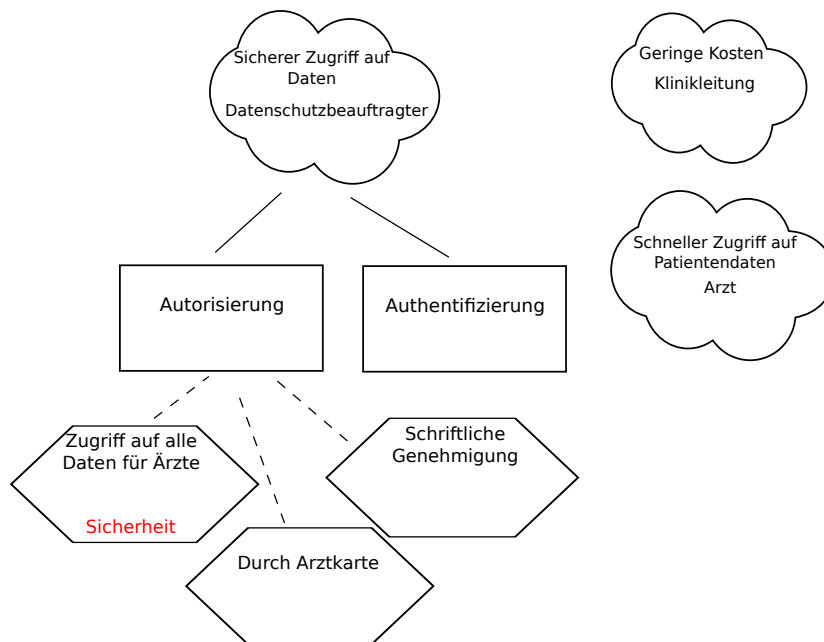 Sicherer Zugriff auf
Daten
Datenschutzbeauftragter
Geringe Kosten
Klinikleitung
Schneller Zugriff auf
Patientendaten
Arzt
Autorisierung
Authentifizierung
Zugriff auf alle
Daten für Ärzte
Sicherheit
Schriftliche
Genehmigung
Durch Arztkarte